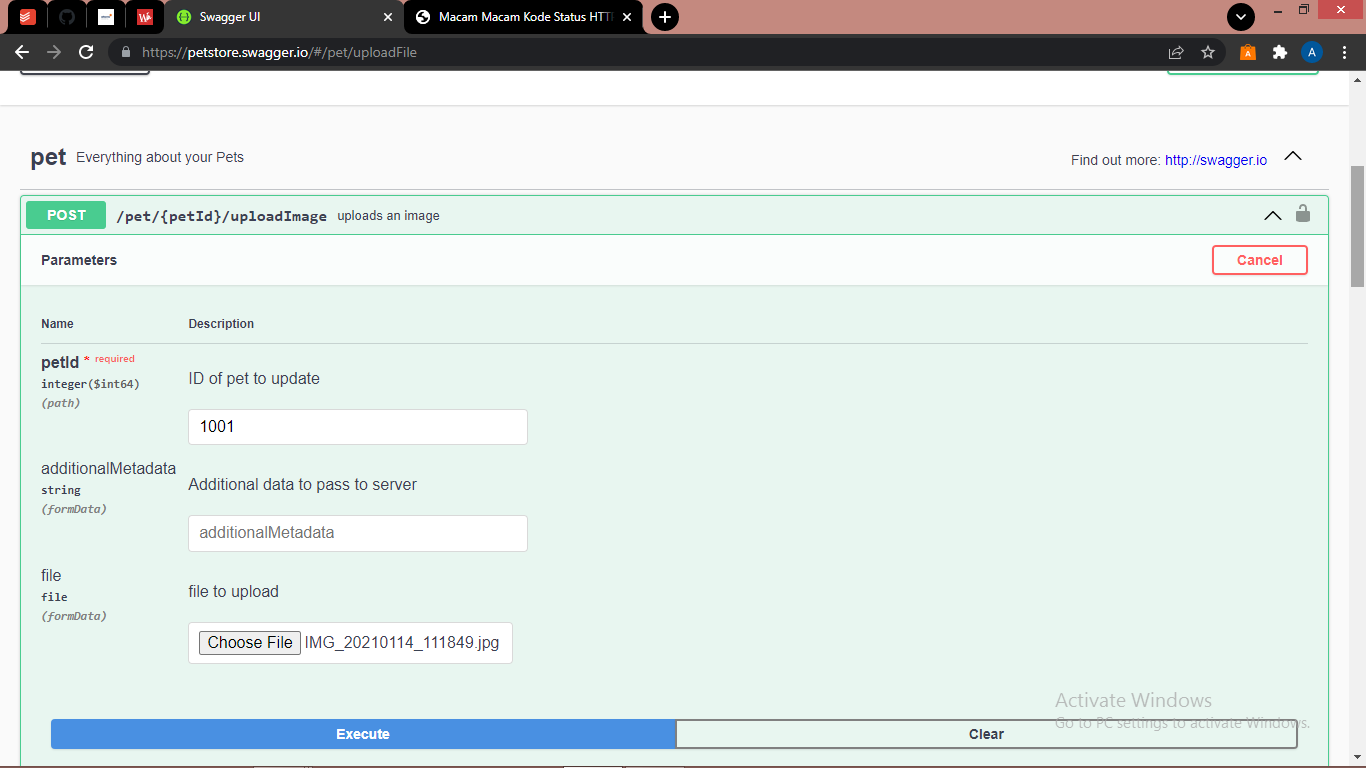 Swagger UI
Macam Macam Kode Status HTT
https://petstore.swagger.io/#/pet/uploadFile
A
A
pet Everything about your Pets
Find out more: http://swagger.io
POST /pet/{petId}/uploadImage uploads an image
Parameters
Cancel
Name Description
petId * required
integer($int64)
(path)
ID of pet to update
1001
additionalMetadata
string
(formData)
Additional data to pass to server
additionalMetadata
file
file
(formData)
file to upload
Choose File IMG_20210114_111849.jpg
Activate Windows
Go to PC settings to activate Windows.
Execute
Clear